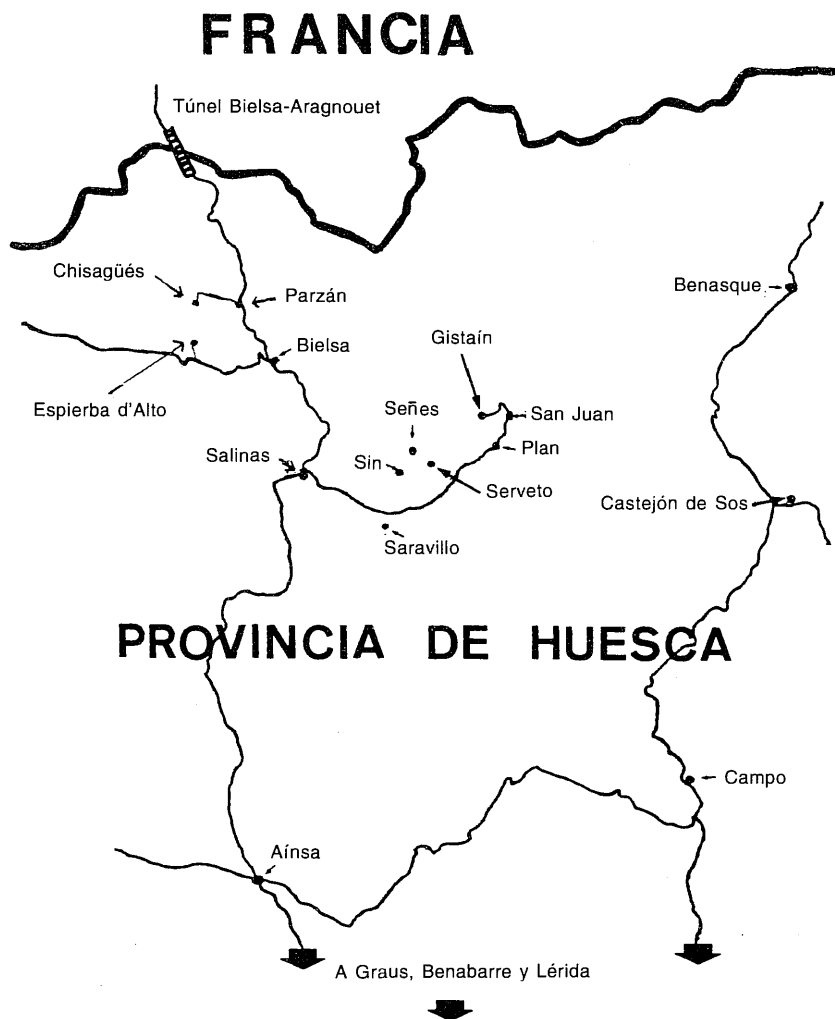 FRANCIA
Túnel Bielsa-Aragnouet
Chisagüés
Parzán
Benasque
Bielsa
Gistaín
Espierba d'Alto
Señes
San Juan
Salinas
Sin
Plan
Serveto
Castejón de Sos
Saravillo
PROVINCIA DE HUESCA
Campo
Aínsa
A Graus, Benabarre y Lérida